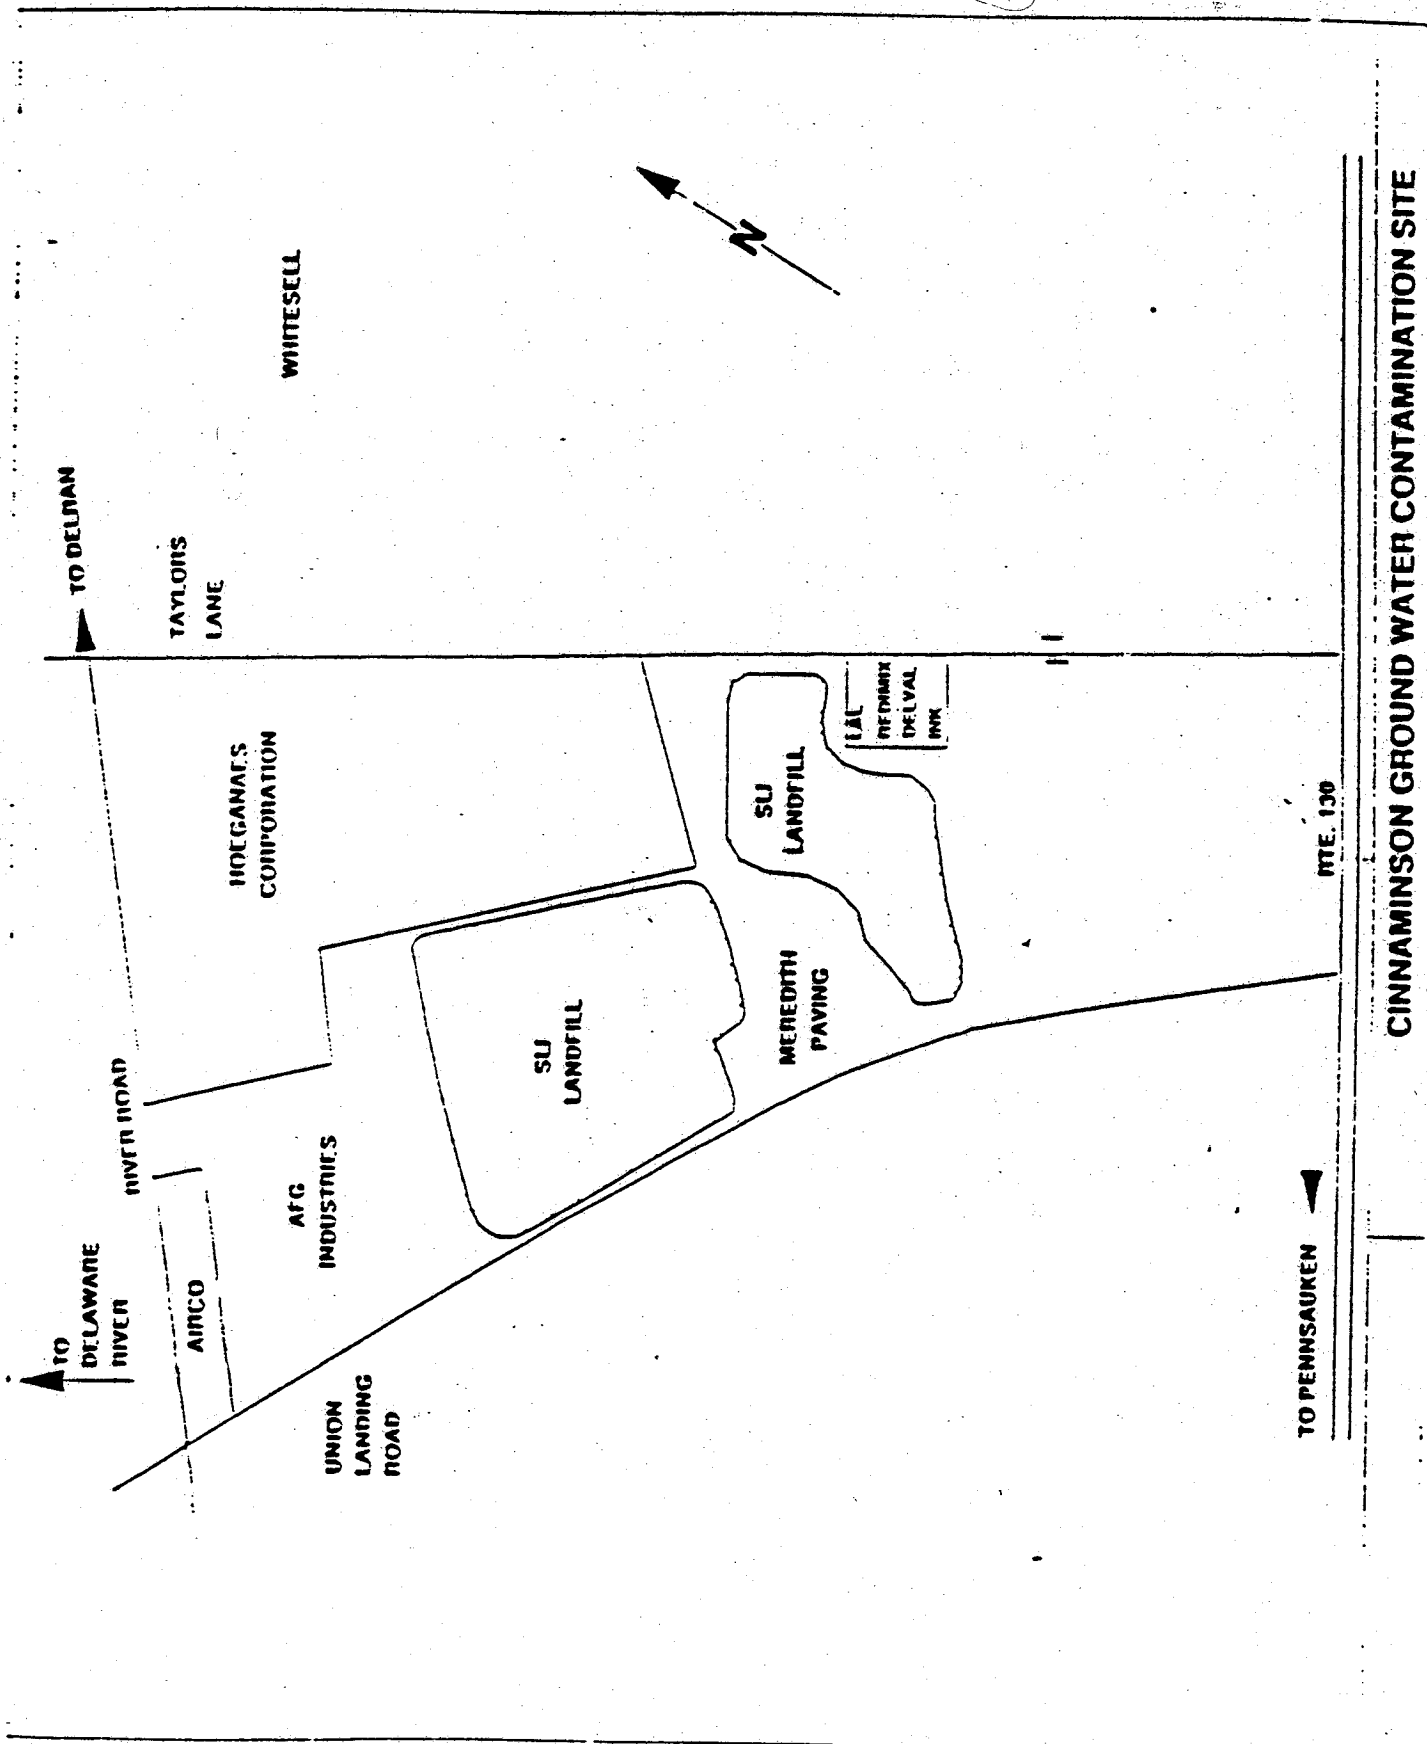 TO
DELAWARE
RIVER
TO DELRAN
RIVER ROAD
AIRCO
TAYLORS
LANE
HOEGANAES
CORPORATION
WHITESELL
AFG
INDUSTRIES
UNION
LANDING
ROAD
SLI
LANDFILL
N
SLI
LANDFILL
MEREDITH
PAVING
L&L
REDIMIX
DELVAL
INK
TO PENNSAUKEN
RTE. 130
CINNAMINSON GROUND WATER CONTAMINATION SITE